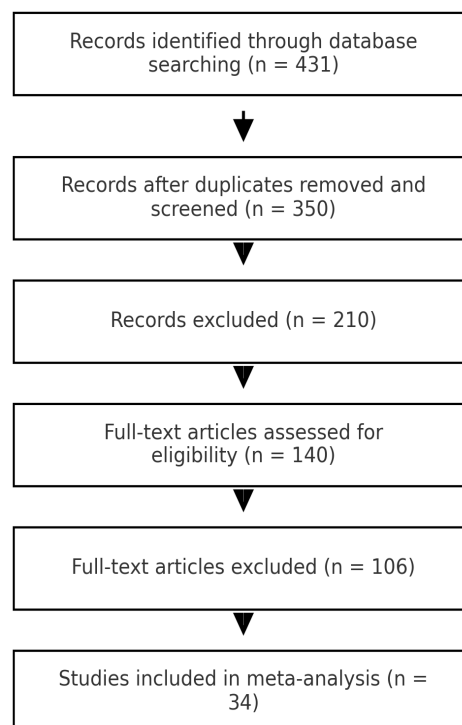 Records identified through database
searching (n = 431)
Records after duplicates removed and
screened (n = 350)
Records excluded (n = 210)
Full-text articles assessed for
eligibility (n = 140)
Full-text articles excluded (n = 106)
Studies included in meta-analysis (n =
34)